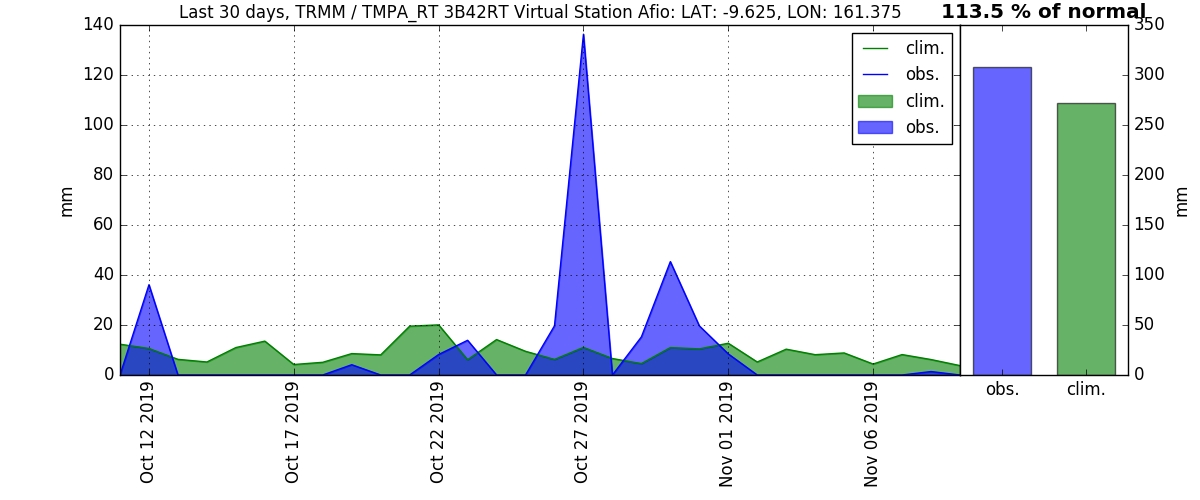 Last 30 days, TRMM / TMPA_RT 3B42RT Virtual Station Afio: LAT: -9.625, LON: 161.375
113.5 % of normal
140
120
100
80
60
40
20
0
mm
clim.
obs.
clim.
obs.
350
300
250
200
150
100
50
0
mm
Oct 12 2019
Oct 17 2019
Oct 22 2019
Oct 27 2019
Nov 01 2019
Nov 06 2019
obs.
clim.